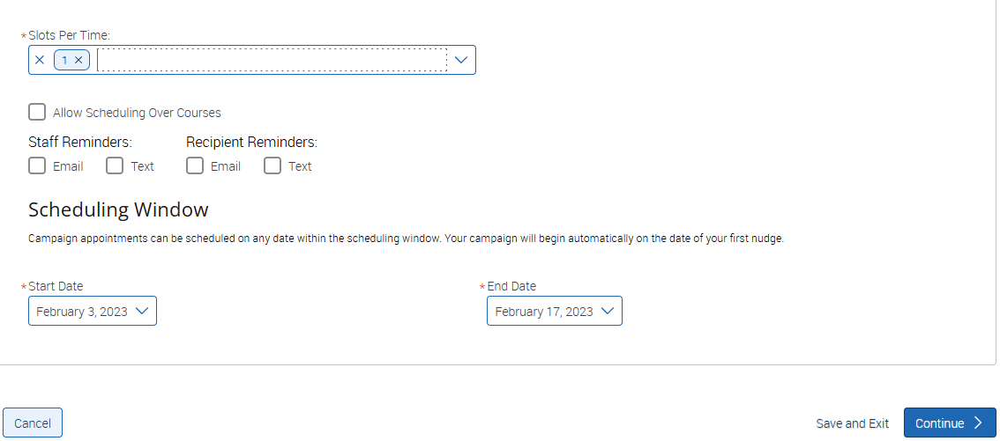 *Slots Per Time:
× 1 ×
Allow Scheduling Over Courses
Staff Reminders: Recipient Reminders:
Email Text Email Text
Scheduling Window
Campaign appointments can be scheduled on any date within the scheduling window. Your campaign will begin automatically on the date of your first nudge.
*Start Date *End Date
February 3, 2023 February 17, 2023
Cancel Save and Exit Continue